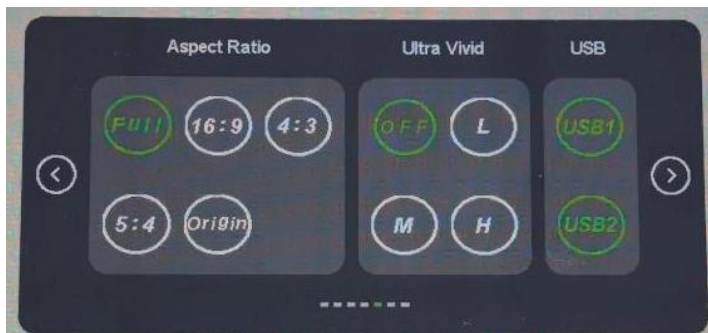 Aspect Ratio Ultra Vivid USB
Full 16:9 4:3 OFF L USB1
5:4 Origin M H USB2